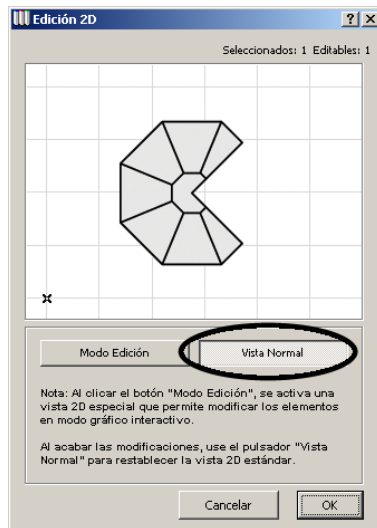 Edición 2D
Seleccionados: 1 Editables: 1
Modo Edición
Vista Normal
Nota: Al clicar el botón "Modo Edición", se activa una
vista 2D especial que permite modificar los elementos
en modo gráfico interactivo.
Al acabar las modificaciones, use el pulsador "Vista
Normal" para restablecer la vista 2D estándar.
Cancelar
OK